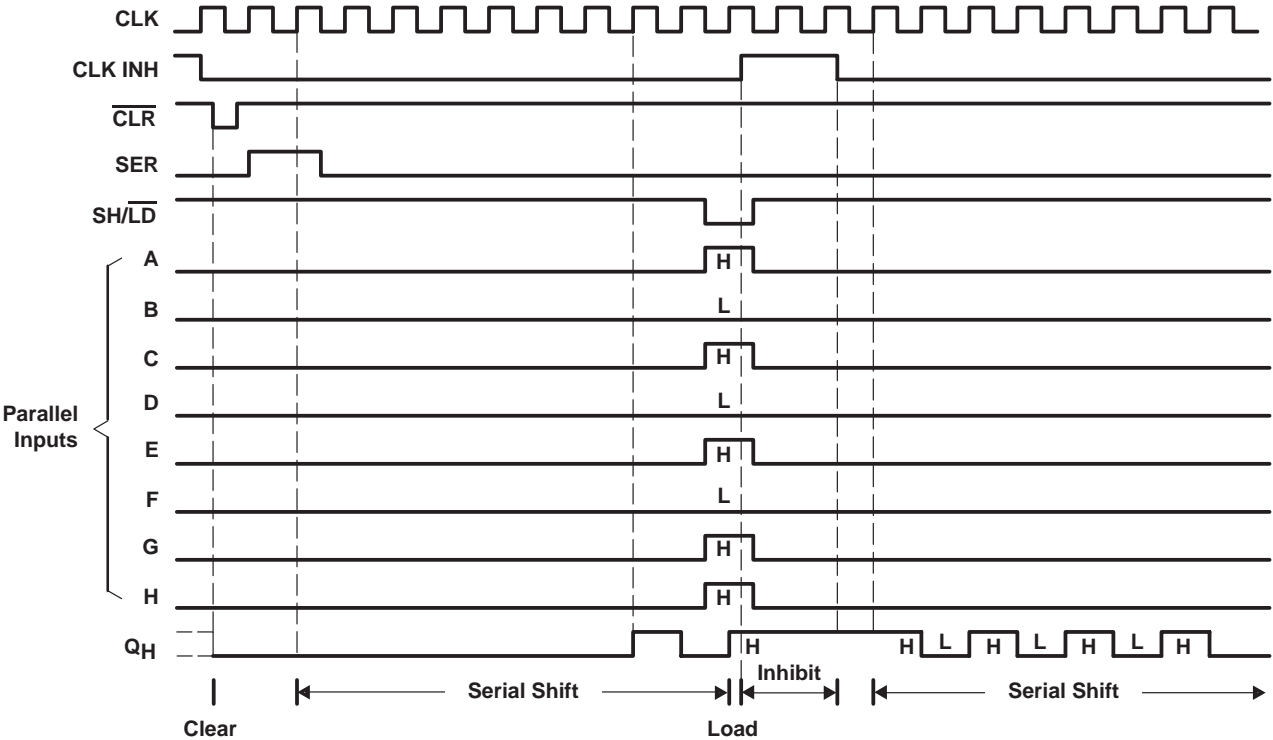 CLK
CLK INH
CLR
SER
SH/LD
A
H
B
L
C
H
D
L
Parallel
Inputs
E
H
F
L
G
H
H
H
QH
H
H
L
H
L
H
L
H
Inhibit
Serial Shift
Serial Shift
Clear
Load